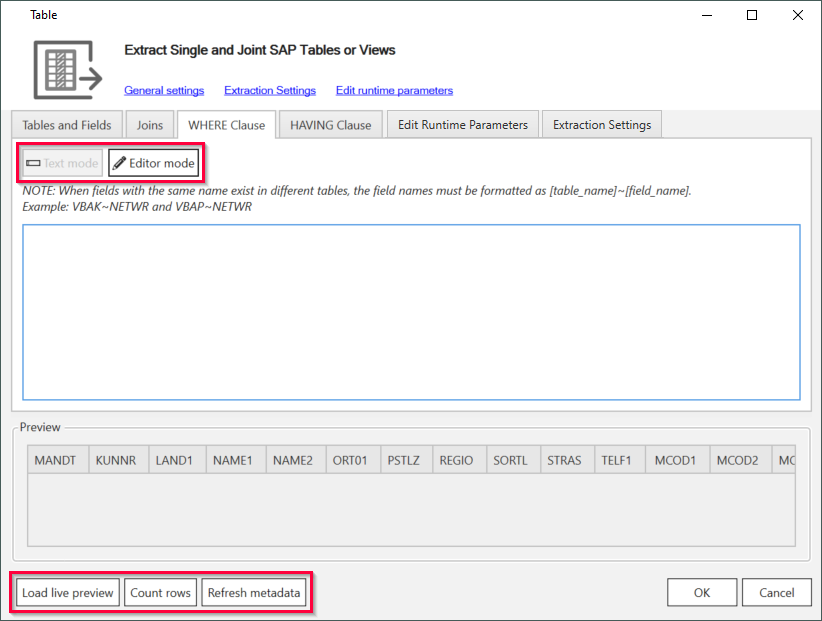 Table
Extract Single and Joint SAP Tables or Views
General settings Extraction Settings Edit runtime parameters
Tables and Fields Joins WHERE Clause HAVING Clause Edit Runtime Parameters Extraction Settings
Text mode Editor mode
NOTE: When fields with the same name exist in different tables, the field names must be formatted as [table_name]~[field_name].
Example: VBAK~NETWR and VBAP~NETWR
Preview
MANDT KUNNR LAND1 NAME1 NAME2 ORT01 PSTLZ REGIO SORTL STRAS TELF1 MCOD1 MCOD2 MC
Load live preview Count rows Refresh metadata OK Cancel